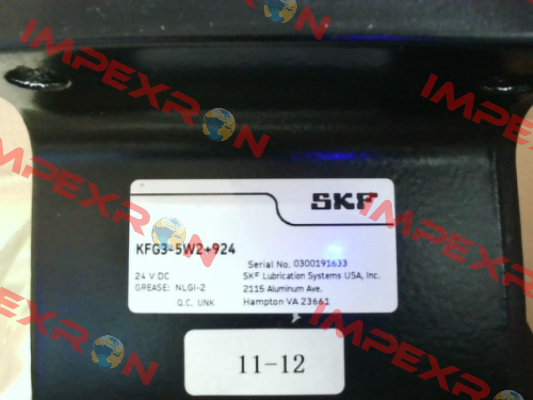 SKF
KFG3-5W2+924
Serial No. 0300191633
24 V DC SKF Lubrication Systems USA, Inc.
GREASE: NLGI-2 2115 Aluminum Ave.
Q.C. UNK Hampton VA 23661
11-12
IMPEXRON
IMPEXRON
IMPEXRON
IMPEXRON
IMPEXRON